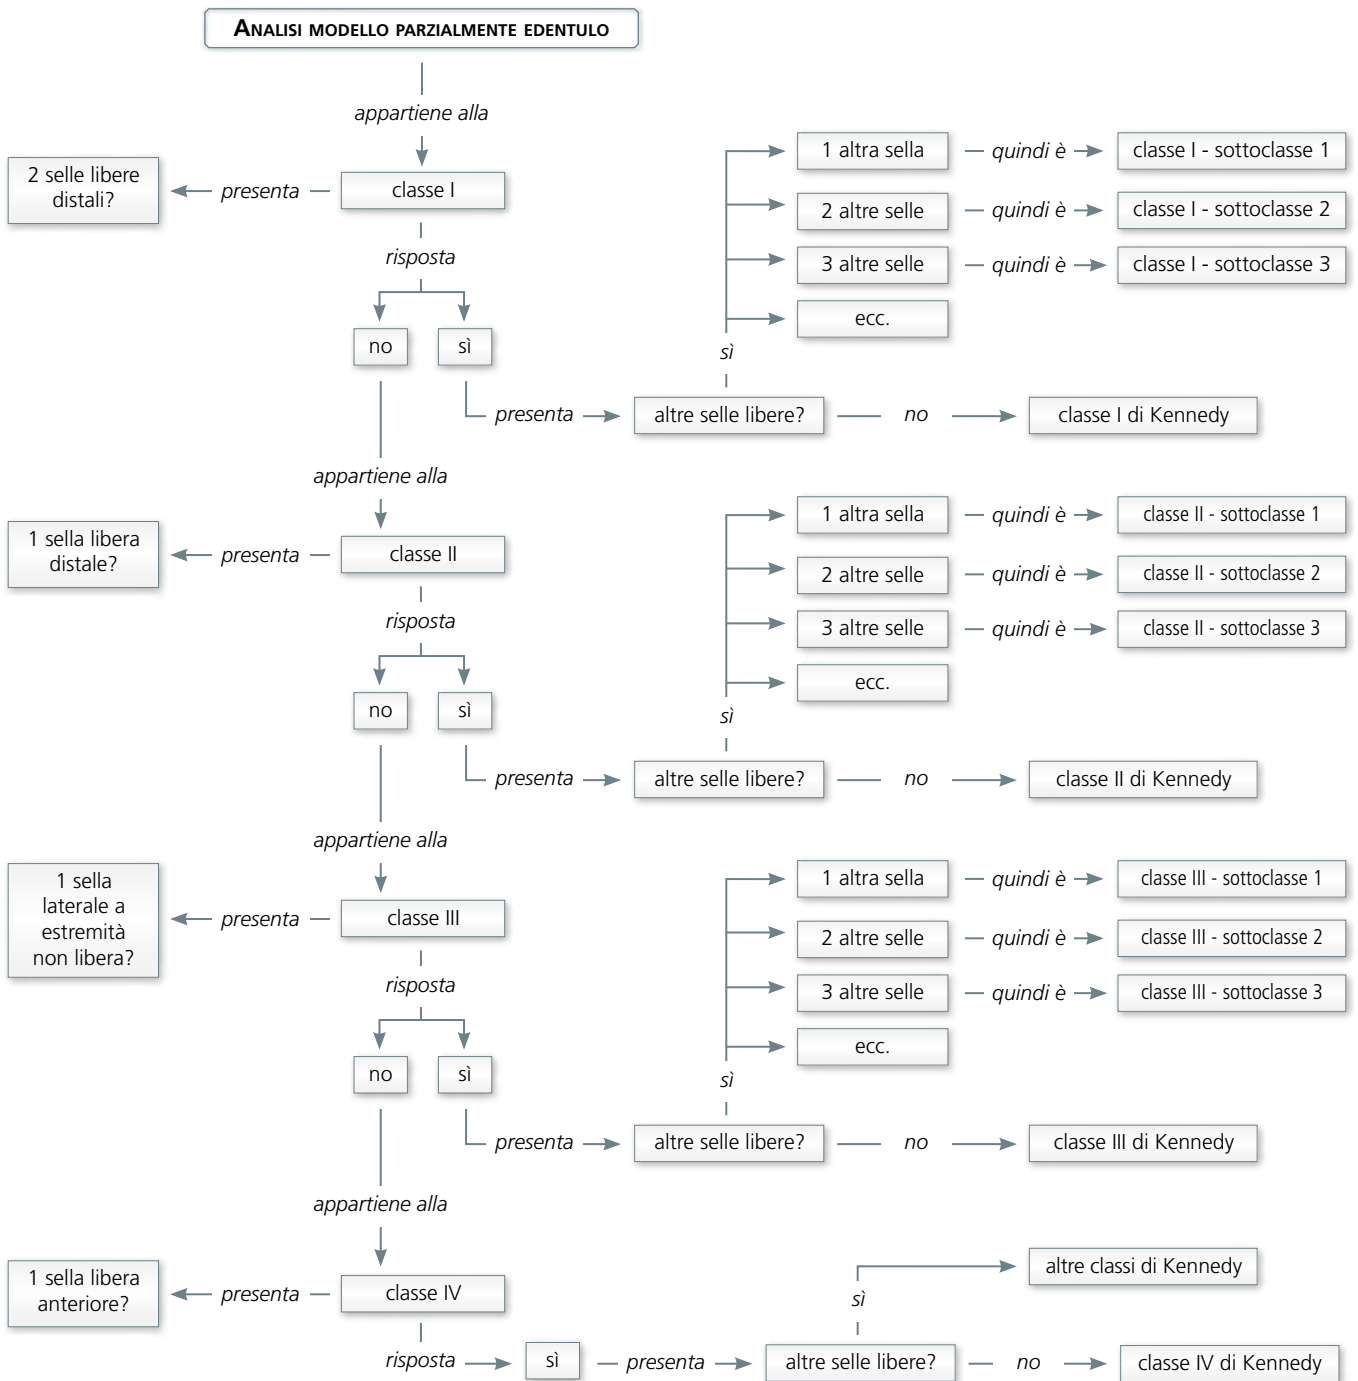 ANALISI MODELLO PARZIALMENTE EDENTULO
appartiene alla
2 selle libere
distali?
presenta
classe I
risposta
no
sì
1 altra sella
quindi è
classe I - sottoclasse 1
2 altre selle
quindi è
classe I - sottoclasse 2
3 altre selle
quindi è
classe I - sottoclasse 3
ecc.
sì
presenta
altre selle libere?
no
classe I di Kennedy
appartiene alla
1 sella libera
distale?
presenta
classe II
risposta
no
sì
1 altra sella
quindi è
classe II - sottoclasse 1
2 altre selle
quindi è
classe II - sottoclasse 2
3 altre selle
quindi è
classe II - sottoclasse 3
ecc.
sì
presenta
altre selle libere?
no
classe II di Kennedy
appartiene alla
1 sella
laterale a
estremità
non libera?
presenta
classe III
risposta
no
sì
1 altra sella
quindi è
classe III - sottoclasse 1
2 altre selle
quindi è
classe III - sottoclasse 2
3 altre selle
quindi è
classe III - sottoclasse 3
ecc.
sì
presenta
altre selle libere?
no
classe III di Kennedy
appartiene alla
1 sella libera
anteriore?
presenta
classe IV
risposta
sì
presenta
altre selle libere?
sì
altre classi di Kennedy
no
classe IV di Kennedy